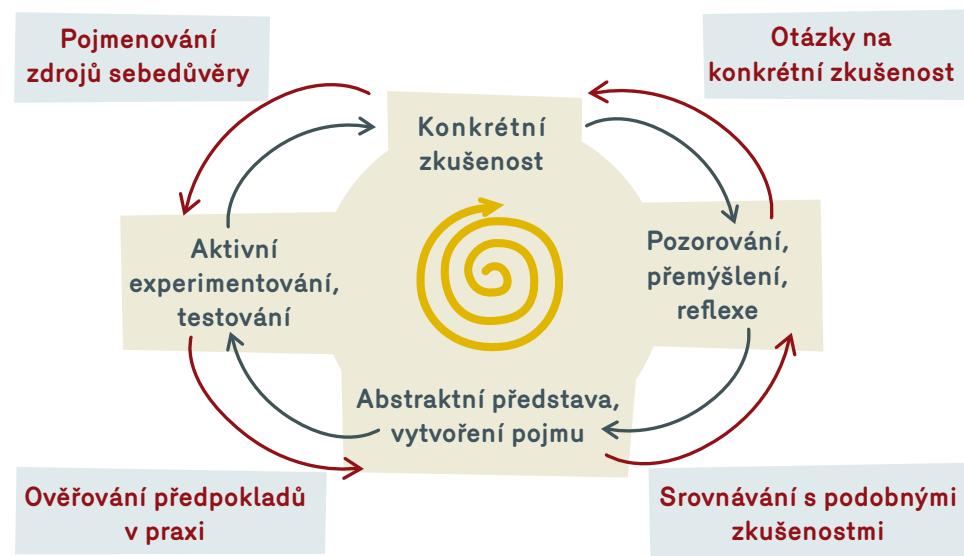 Pojmenování
zdrojů sebedůvěry
Otázky na
konkrétní zkušenost
Konkrétní
zkušenost
Aktivní
experimentování,
testování
Pozorování,
přemýšlení,
reflexe
Abstraktní představa,
vytvoření pojmu
Ověřování předpokladů
v praxi
Srovnávání s podobnými
zkušenostmi